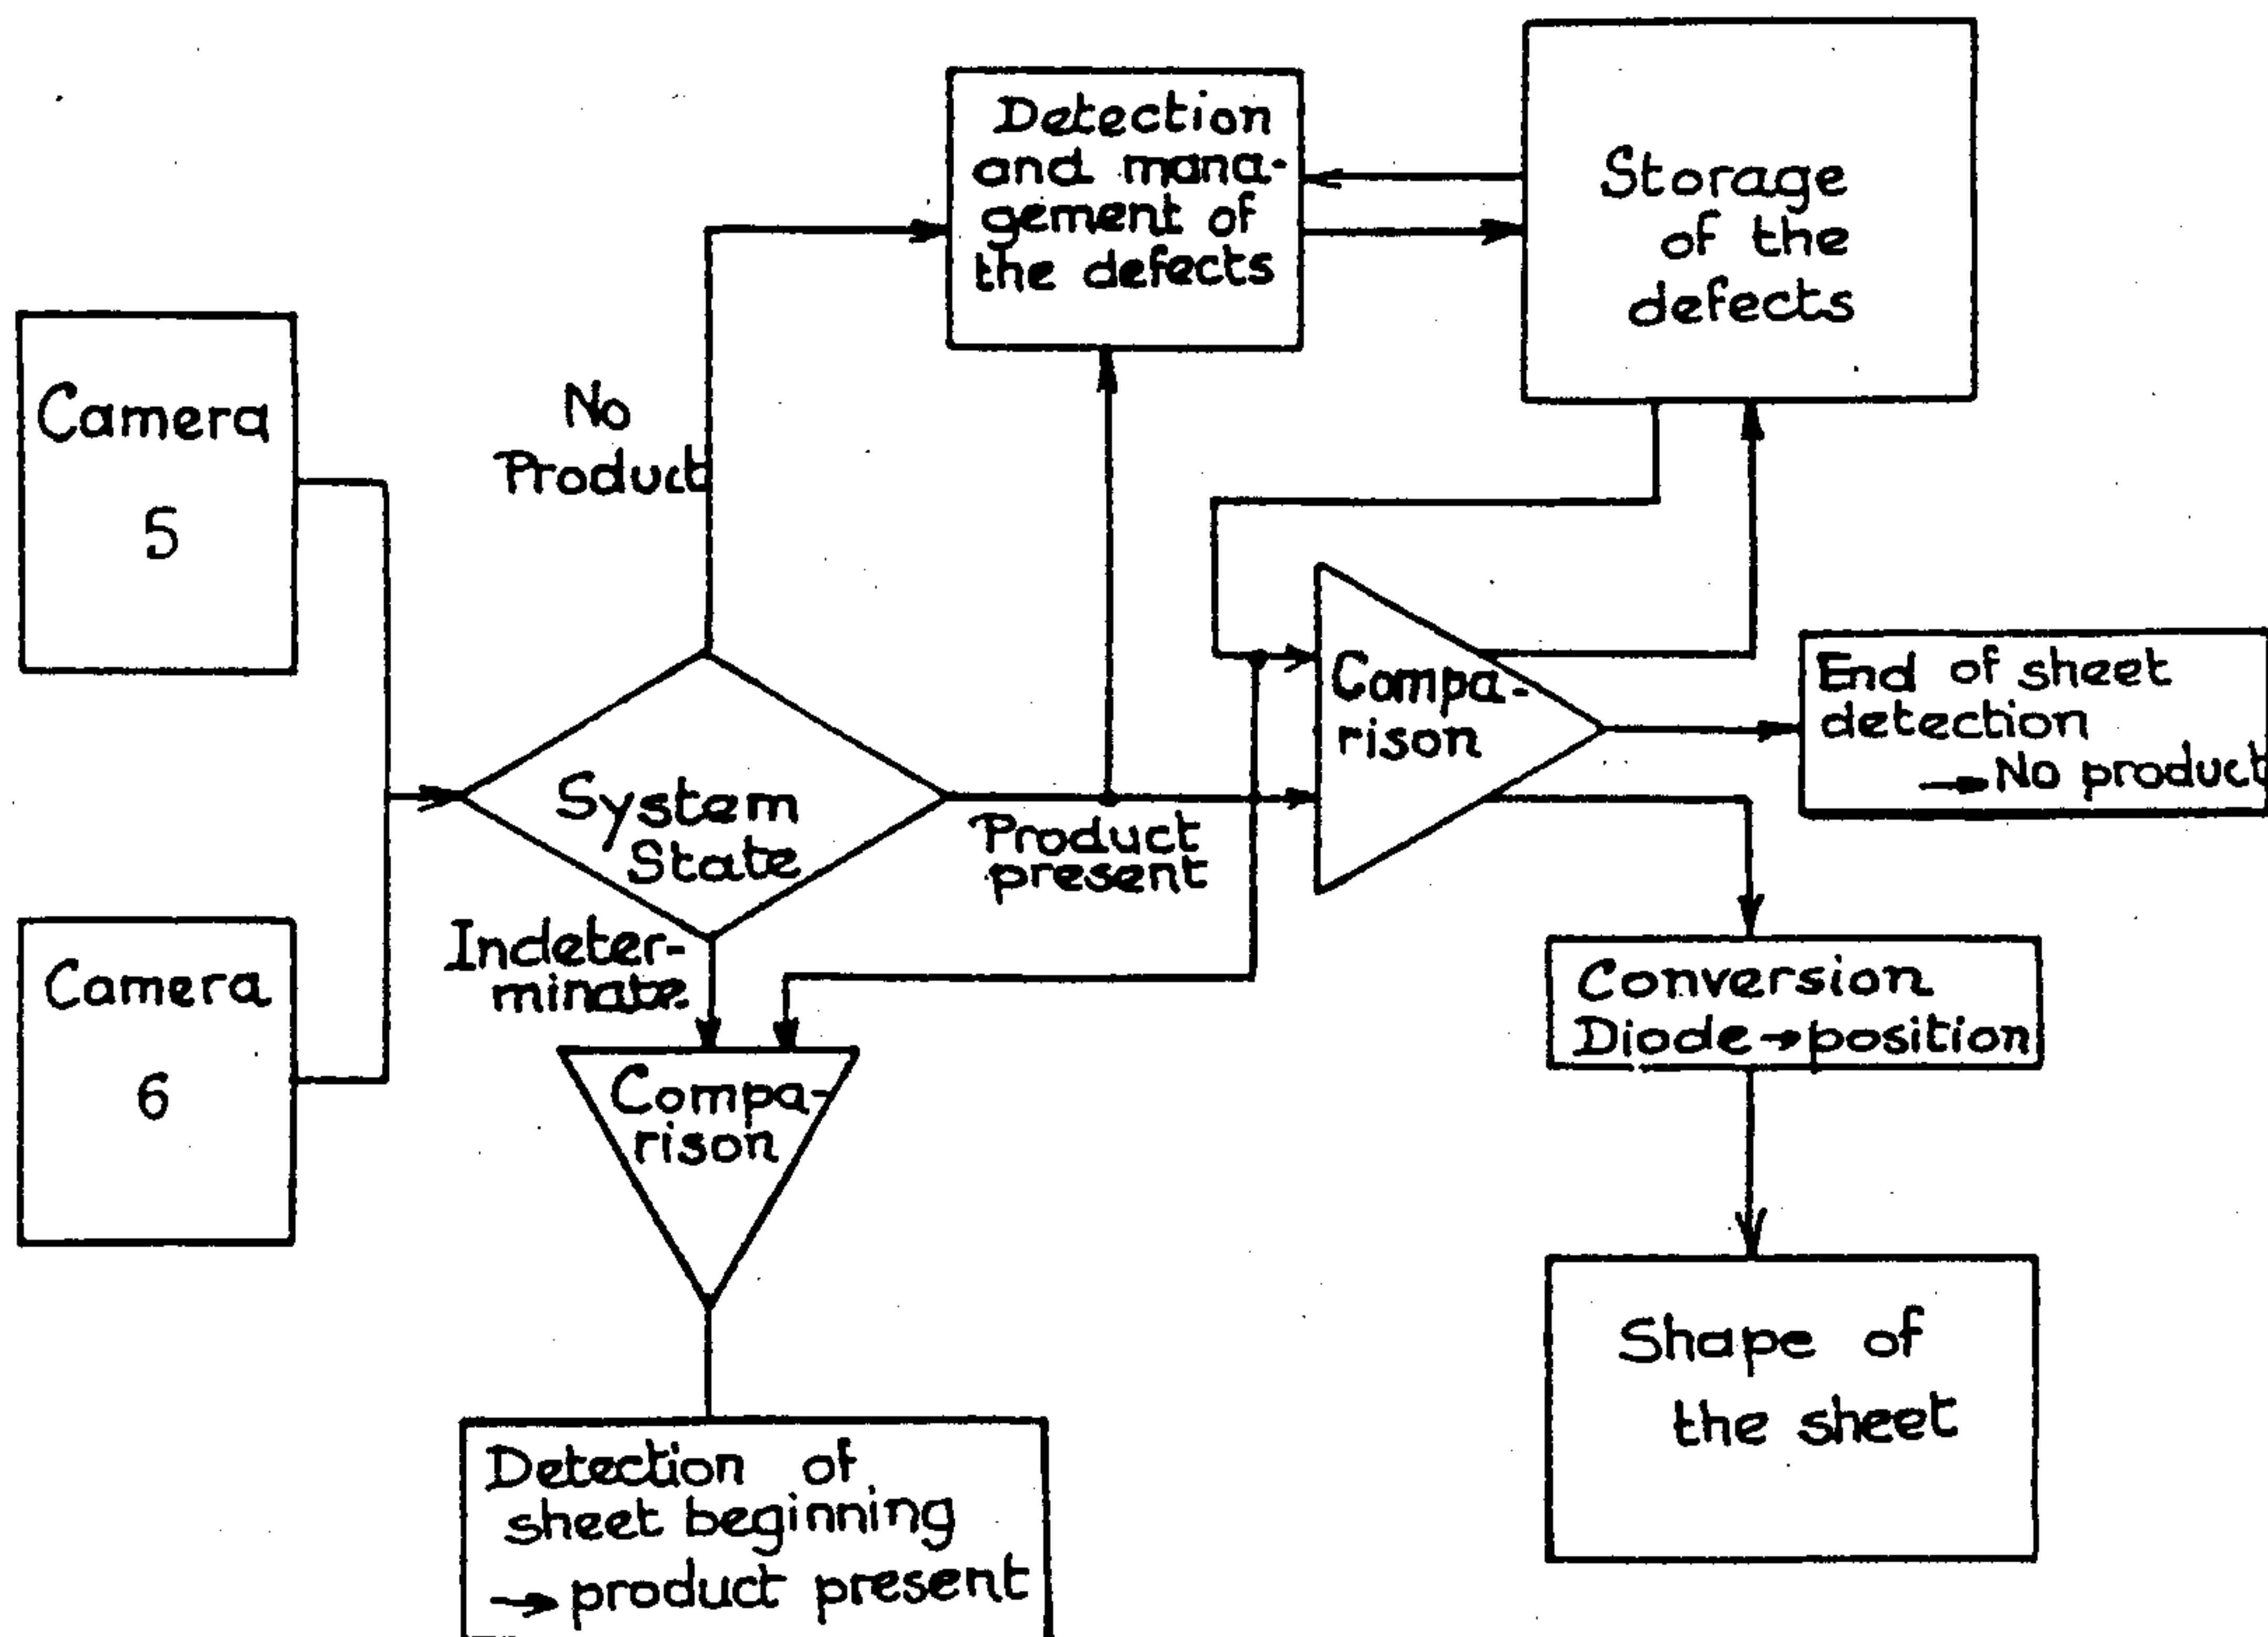 Camera
5
Camera
6
No
Product
System
State
Indeter-
minate
Product
present
Detection
and mana-
gement of
the defects
Storage
of the
defects
Compa-
rison
End of sheet
detection
→ No product
Conversion
Diode → position
Shape of
the sheet
Compa-
rison
Detection of
sheet beginning
→ product present